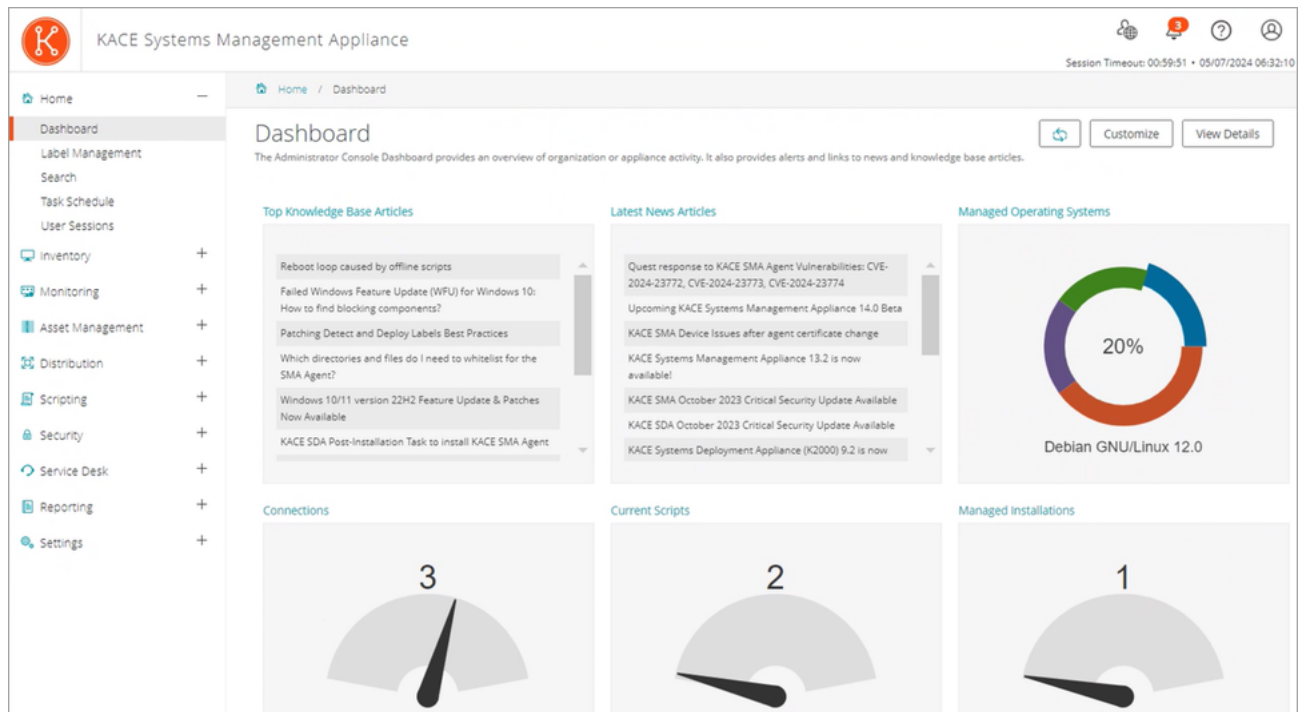 K
KACE Systems Management Appliance
3
?
Session Timeout: 00:59:51 • 05/07/2024 06:32:10
Home
Dashboard
Label Management
Search
Task Schedule
User Sessions
Inventory
Monitoring
Asset Management
Distribution
Scripting
Security
Service Desk
Reporting
Settings
Home / Dashboard
Dashboard
Customize
View Details
The Administrator Console Dashboard provides an overview of organization or appliance activity. It also provides alerts and links to news and knowledge base articles.
Top Knowledge Base Articles
Reboot loop caused by offline scripts
Failed Windows Feature Update (WFU) for Windows 10:
How to find blocking components?
Patching Detect and Deploy Labels Best Practices
Which directories and files do I need to whitelist for the
SMA Agent?
Windows 10/11 version 22H2 Feature Update & Patches
Now Available
KACE SDA Post-Installation Task to install KACE SMA Agent
Latest News Articles
Quest response to KACE SMA Agent Vulnerabilities: CVE-
2024-23772, CVE-2024-23773, CVE-2024-23774
Upcoming KACE Systems Management Appliance 14.0 Beta
KACE SMA Device Issues after agent certificate change
KACE Systems Management Appliance 13.2 is now
available!
KACE SMA October 2023 Critical Security Update Available
KACE SDA October 2023 Critical Security Update Available
KACE Systems Deployment Appliance (K2000) 9.2 is now
Managed Operating Systems
20%
Debian GNU/Linux 12.0
Connections
3
Current Scripts
2
Managed Installations
1